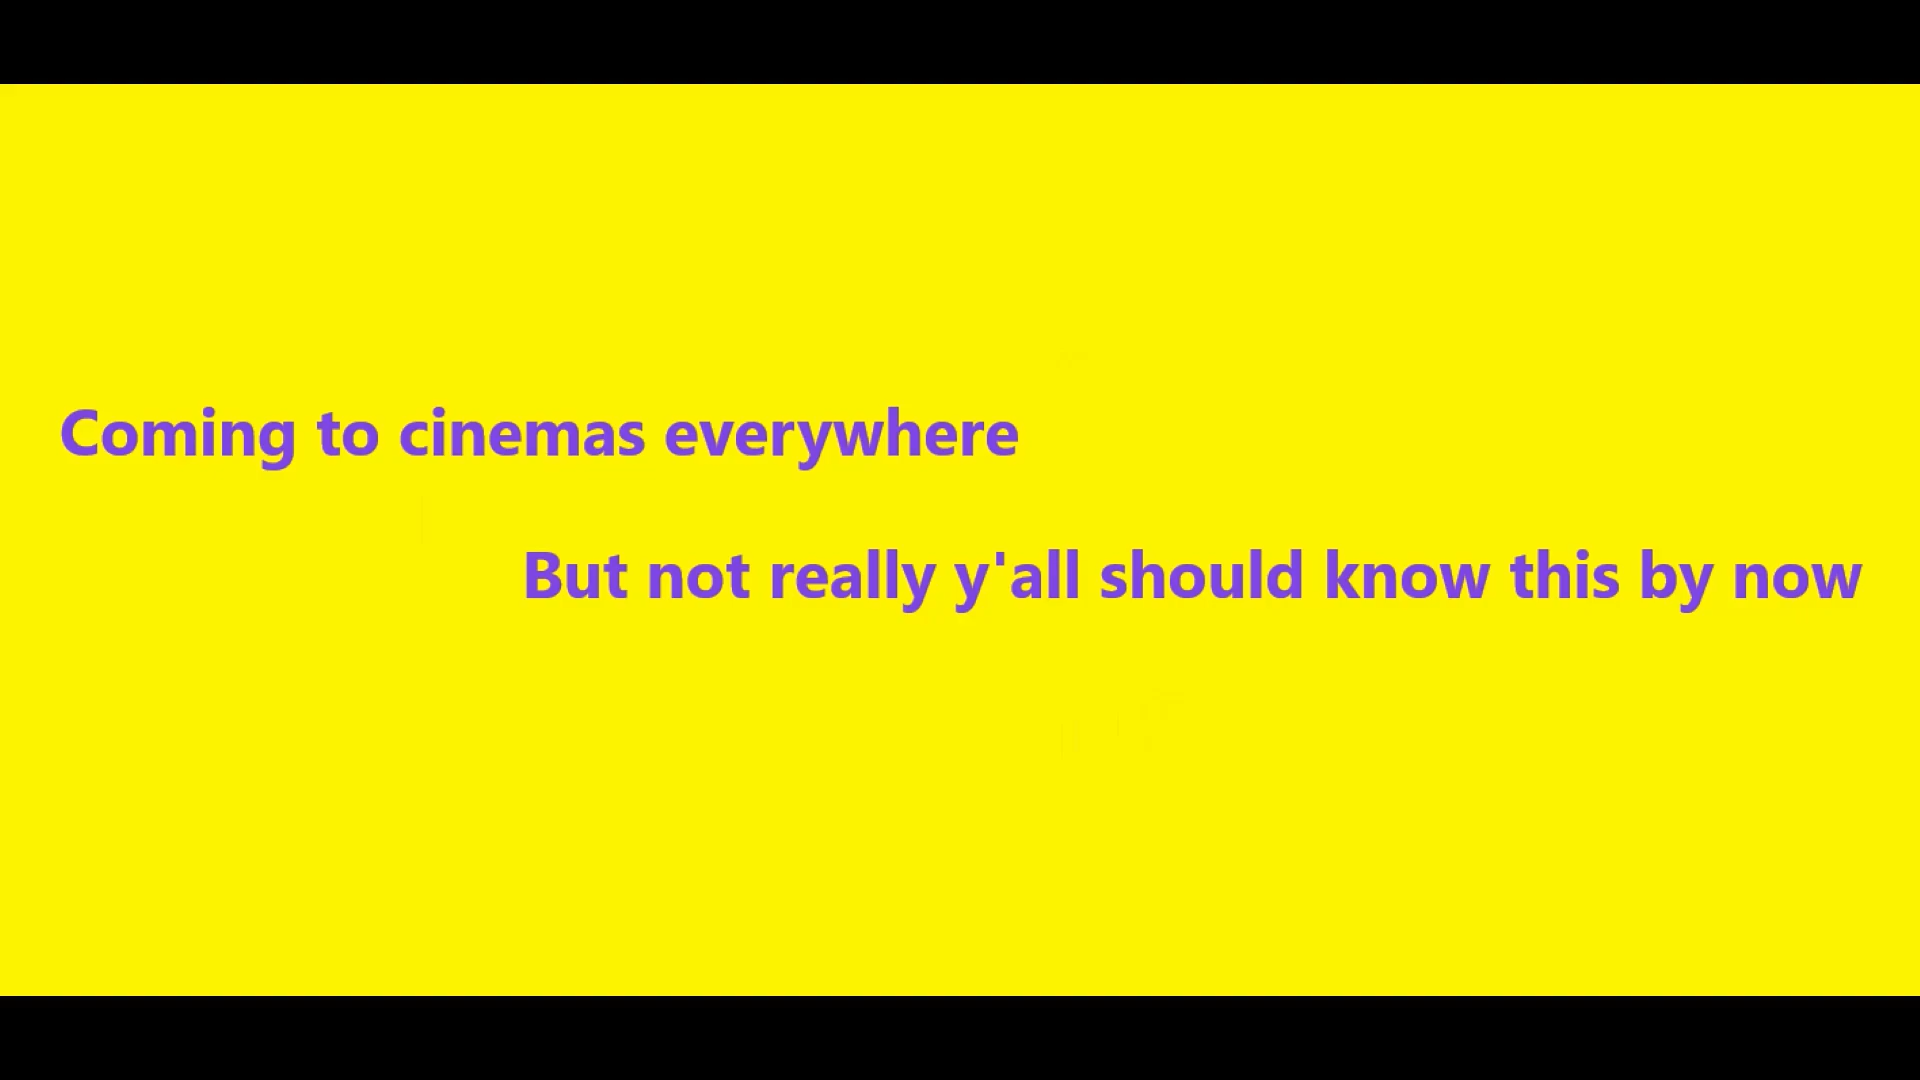 Coming to cinemas everywhere
But not really y'all should know this by now